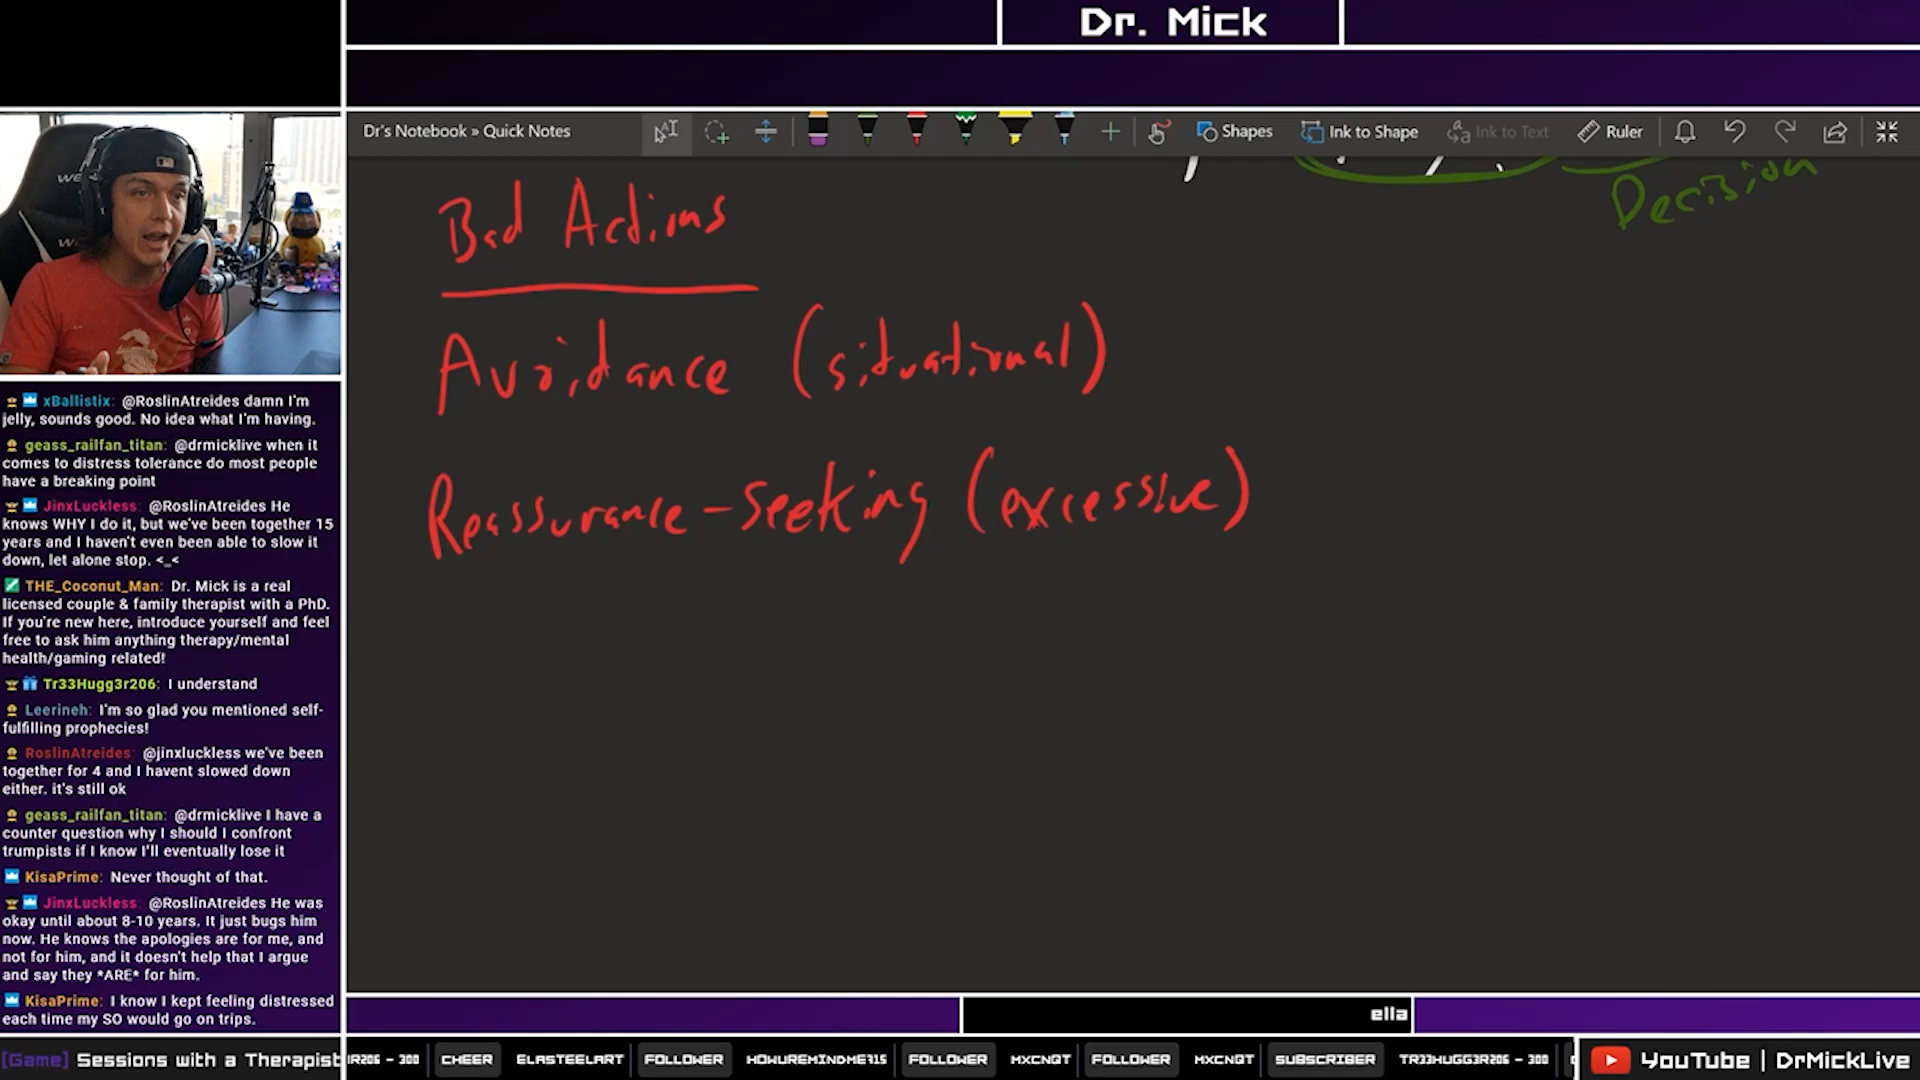 Dr. Mick
Dr's Notebook » Quick Notes
Shapes
Ink to Shape
Ink to Text
Ruler
Decision
Bad Actions
Avoidance (situational)
Reassurance-seeking (excessive)
xBallistix: @RoslinAtreides damn I'm
jelly, sounds good. No idea what I'm having.
geass_railfan_titan: @drmicklive when it
comes to distress tolerance do most people
have a breaking point
JinxLuckless: @RoslinAtreides He
knows WHY I do it, but we've been together 15
years and I haven't even been able to slow it
down, let alone stop. <_<
THE_Coconut_Man: Dr. Mick is a real
licensed couple & family therapist with a PhD.
If you're new here, introduce yourself and feel
free to ask him anything therapy/mental
health/gaming related!
Tr33Hugg3r206: I understand
Leerineh: I'm so glad you mentioned self-
fulfilling prophecies!
RoslinAtreides: @jinxluckless we've been
together for 4 and I havent slowed down
either. it's still ok
geass_railfan_titan: @drmicklive I have a
counter question why I should I confront
trumpists if I know I'll eventually lose it
KisaPrime: Never thought of that.
JinxLuckless: @RoslinAtreides He was
okay until about 8-10 years. It just bugs him
now. He knows the apologies are for me, and
not for him, and it doesn't help that I argue
and say they *ARE* for him.
KisaPrime: I know I kept feeling distressed
each time my SO would go on trips.
ella
[Game] Sessions with a Therapist
R206 - 300 CHEER ELASTEELART FOLLOWER HOWUREMINDME715 FOLLOWER MXCNQT FOLLOWER MXCNQT SUBSCRIBER TR33HUGG3R206 - 300
YouTube | DrMickLive